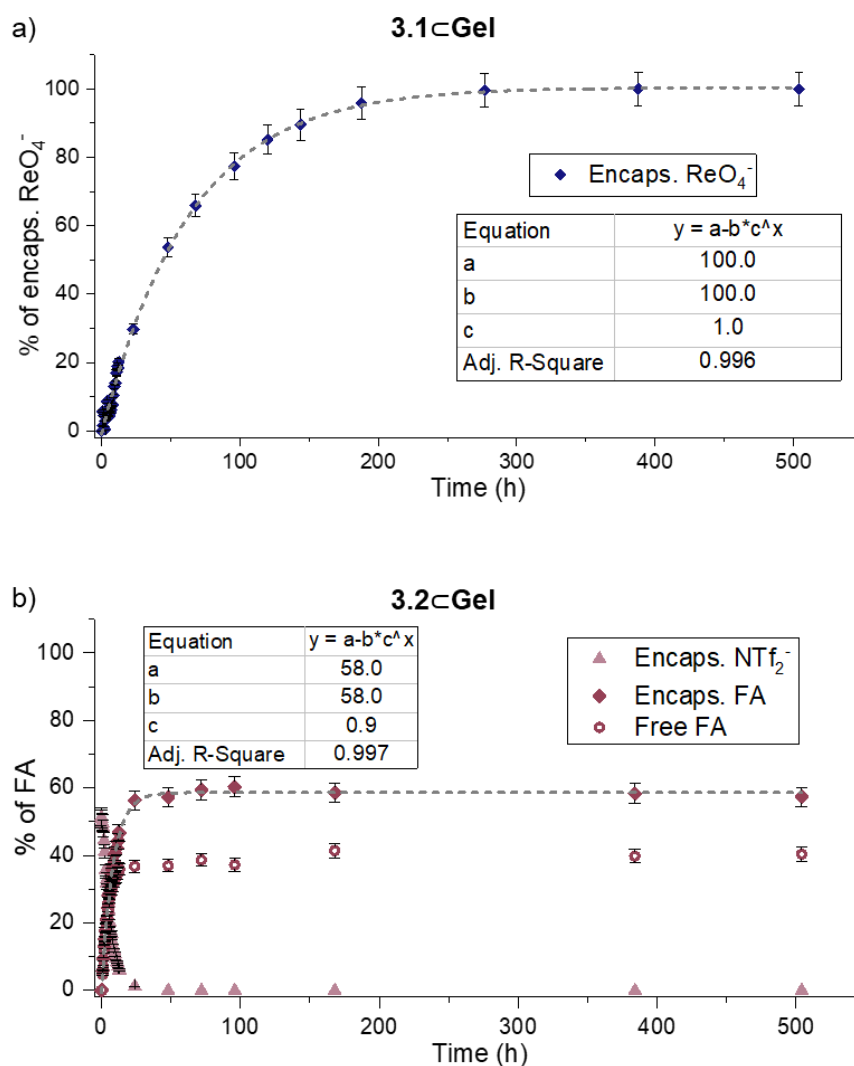 a)
3.1⊂Gel
% of encaps. ReO₄⁻
100
80
60
40
20
0
Encaps. ReO₄⁻
Equation y = a-b*c^x
a 100.0
b 100.0
c 1.0
Adj. R-Square 0.996
0 100 200 300 400 500
Time (h)
b)
3.2⊂Gel
% of FA
100
80
60
40
20
0
Equation y = a-b*c^x
a 58.0
b 58.0
c 0.9
Adj. R-Square 0.997
Encaps. NTf₂⁻
Encaps. FA
Free FA
0 100 200 300 400 500
Time (h)